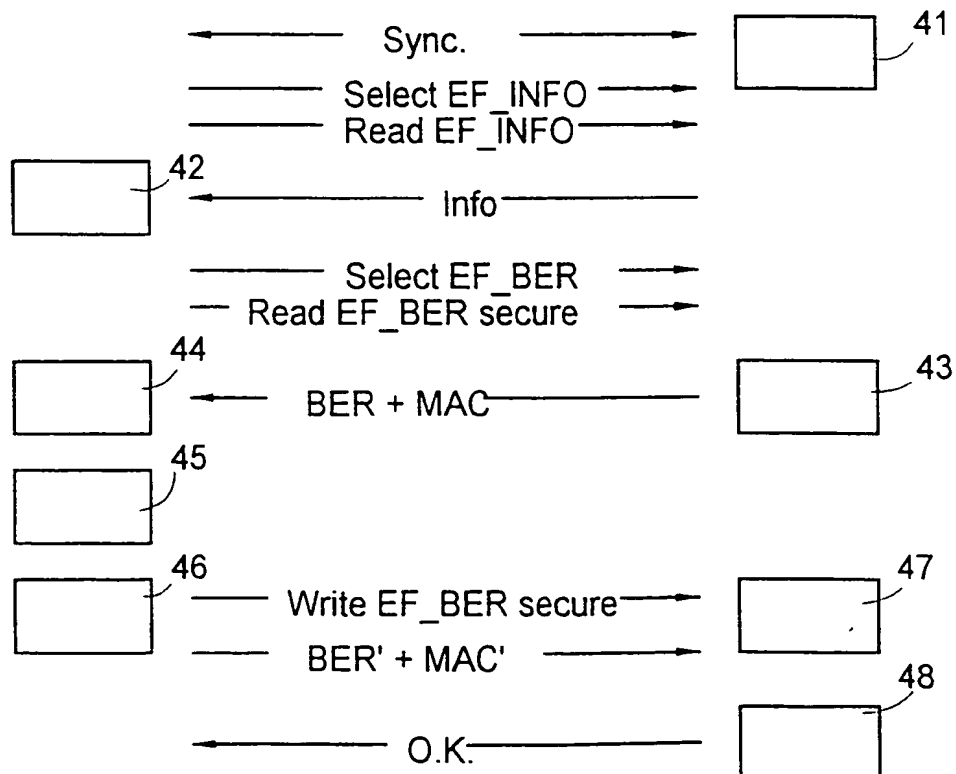 Sync.
41
Select EF_INFO
Read EF_INFO
42
Info
Select EF_BER
Read EF_BER secure
44
43
BER + MAC
45
46
47
Write EF_BER secure
BER' + MAC'
48
O.K.